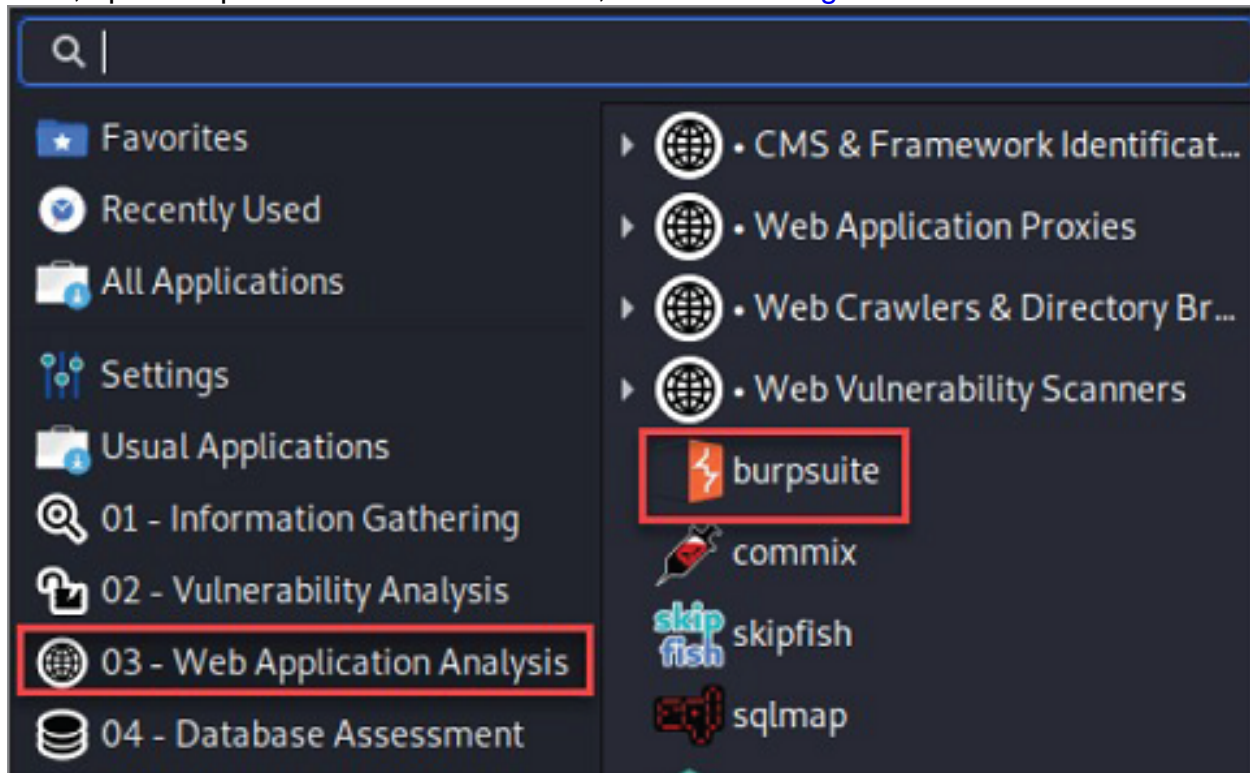 Favorites
Recently Used
All Applications
Settings
Usual Applications
01 - Information Gathering
02 - Vulnerability Analysis
03 - Web Application Analysis
04 - Database Assessment
• CMS & Framework Identificat...
• Web Application Proxies
• Web Crawlers & Directory Br...
• Web Vulnerability Scanners
burpsuite
commix
skip
fish
skipfish
sqlmap